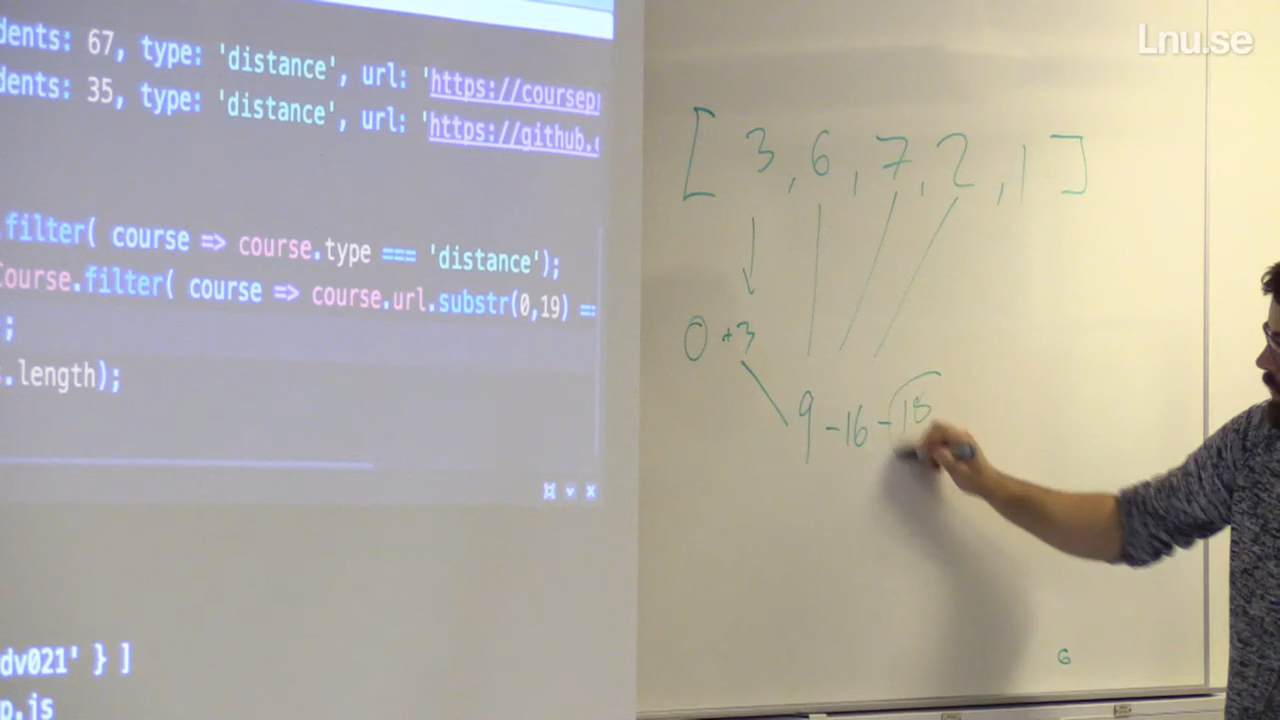 dents: 67, type: 'distance', url: 'https://coursep
dents: 35, type: 'distance', url: 'https://github.
.filter( course => course.type === 'distance');
Course.filter( course => course.url.substr(0,19) ==
;
.length);
dv021' } ]
p.js
Lnu.se
[ 3, 6, 7, 2, 1 ]
0 + 3
9 - 16 - 18
6